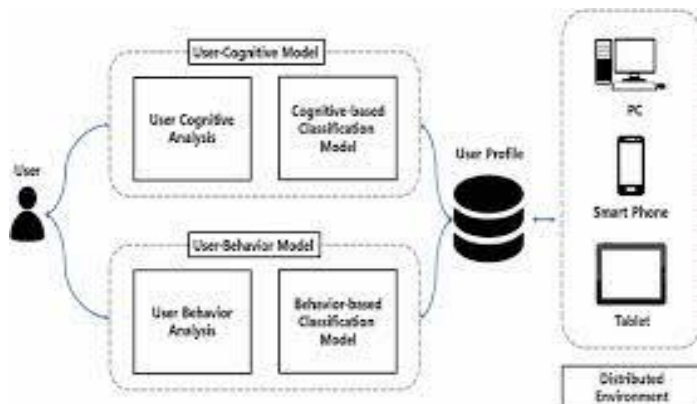 User-Cognitive Model
User Cognitive
Analysis
Cognitive-based
Classification
Model
User
User Profile
PC
Smart Phone
User-Behavior Model
User Behavior
Analysis
Behavior-based
Classification
Model
Tablet
Distributed
Environment